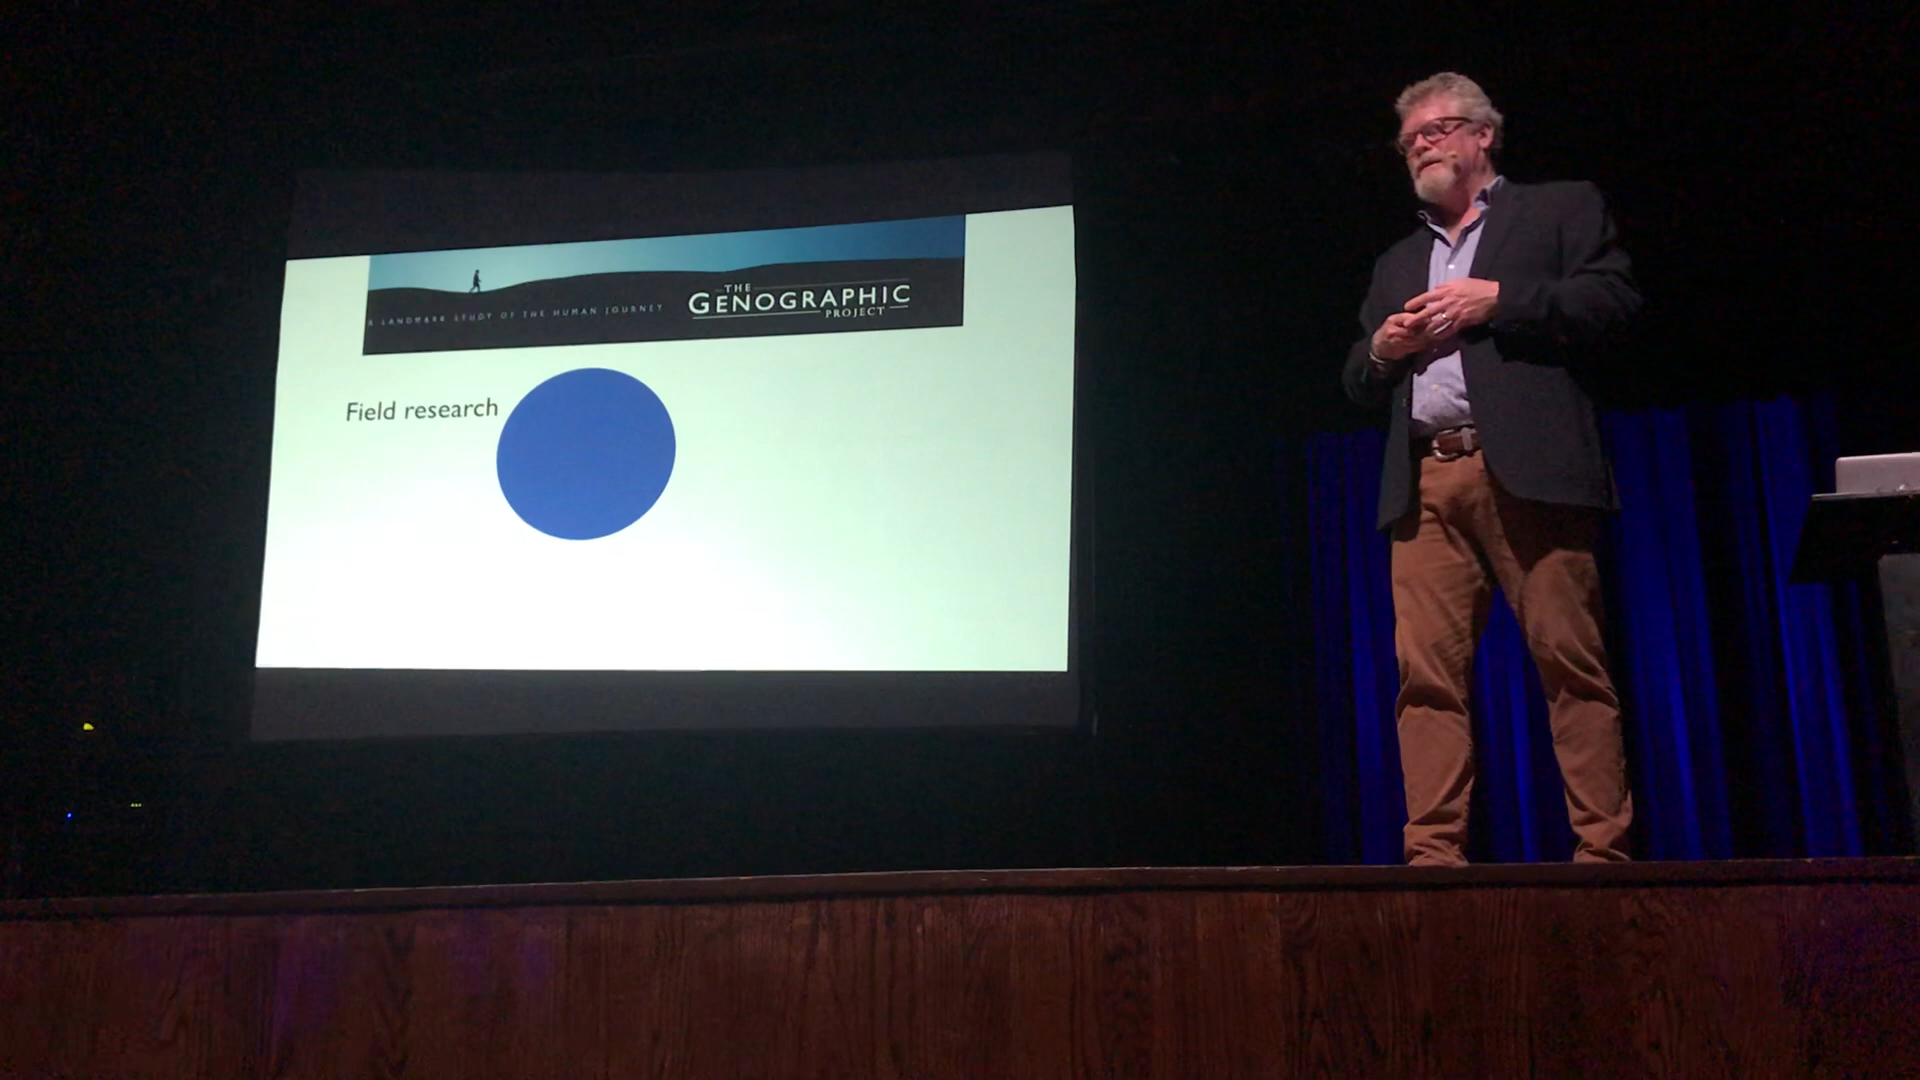 A LANDMARK STUDY OF THE HUMAN JOURNEY
THE
GENOGRAPHIC
PROJECT
Field research